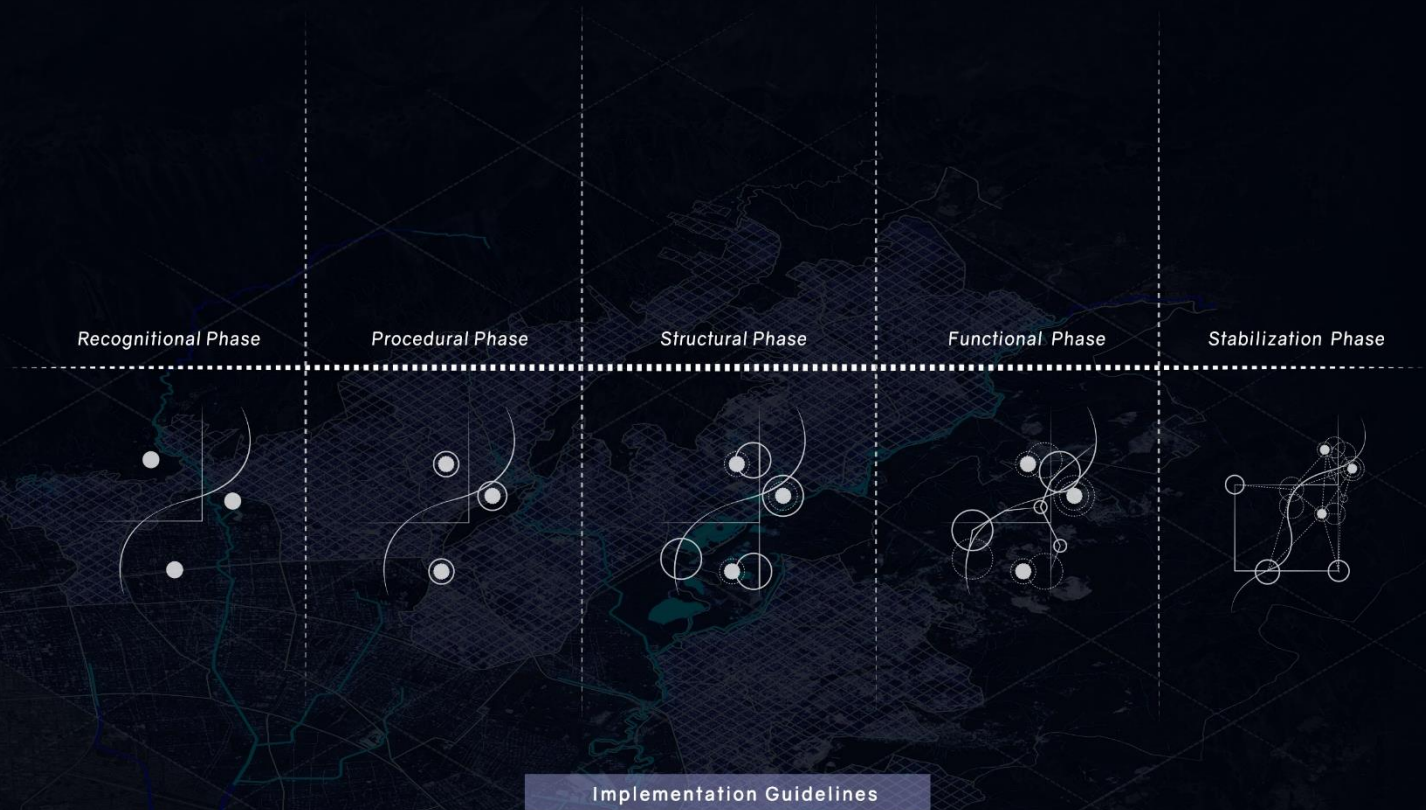 Recognitional Phase
Procedural Phase
Structural Phase
Functional Phase
Stabilization Phase
Implementation Guidelines